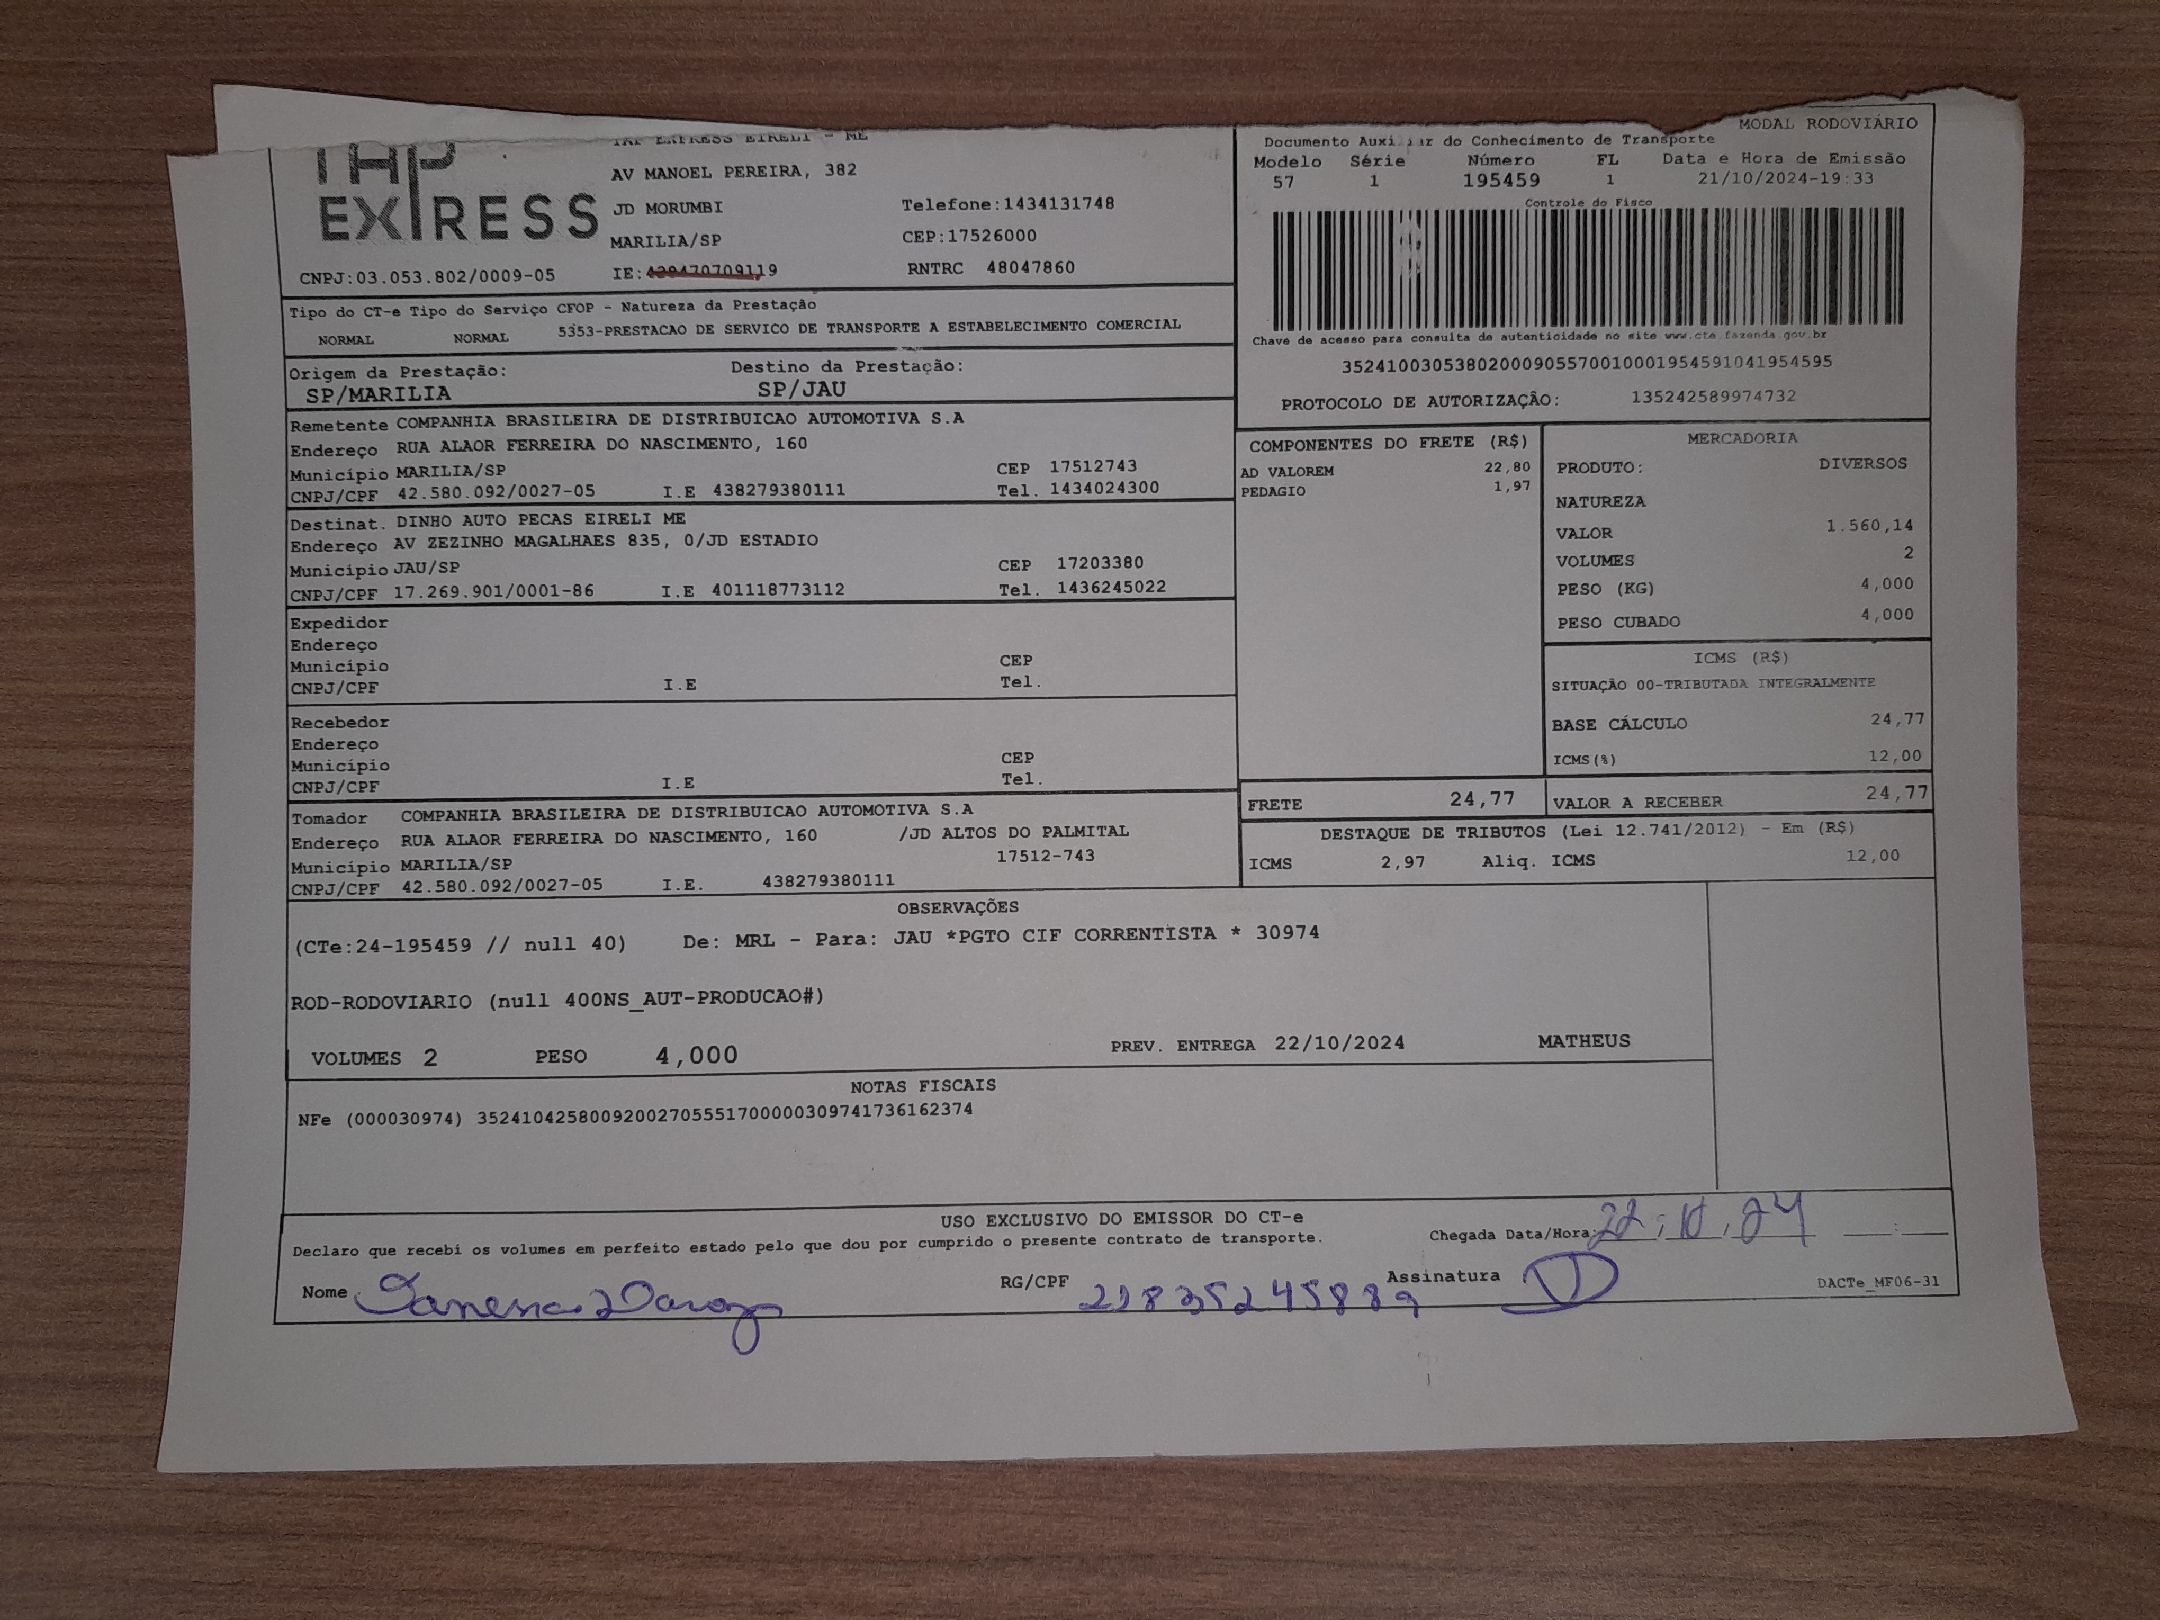 TAP EXPRESS EIRELI - ME
TAP
EXPRESS
AV MANOEL PEREIRA, 382
JD MORUMBI Telefone:1434131748
MARILIA/SP CEP:17526000
CNPJ:03.053.802/0009-05 IE: RNTRC 48047860
MODAL RODOVIÁRIO
Documento Auxi ar do Conhecimento de Transporte
Modelo Série Número FL Data e Hora de Emissão
57 1 195459 1 21/10/2024-19:33
Controle do Fisco
Chave de acesso para consulta de autenticidade no site www.cte.fazenda.gov.br
35241003053802000905570010001954591041954595
PROTOCOLO DE AUTORIZAÇÃO: 135242589974732
Tipo do CT-e Tipo do Serviço CFOP - Natureza da Prestação
NORMAL NORMAL 5353-PRESTACAO DE SERVICO DE TRANSPORTE A ESTABELECIMENTO COMERCIAL
Origem da Prestação: Destino da Prestação:
SP/MARILIA SP/JAU
Remetente COMPANHIA BRASILEIRA DE DISTRIBUICAO AUTOMOTIVA S.A
Endereço RUA ALAOR FERREIRA DO NASCIMENTO, 160
Município MARILIA/SP CEP 17512743
CNPJ/CPF 42.580.092/0027-05 I.E 438279380111 Tel. 1434024300
Destinat. DINHO AUTO PECAS EIRELI ME
Endereço AV ZEZINHO MAGALHAES 835, 0/JD ESTADIO
Município JAU/SP CEP 17203380
CNPJ/CPF 17.269.901/0001-86 I.E 401118773112 Tel. 1436245022
Expedidor
Endereço
Município CEP
CNPJ/CPF I.E Tel.
Recebedor
Endereço
Município CEP
CNPJ/CPF I.E Tel.
Tomador COMPANHIA BRASILEIRA DE DISTRIBUICAO AUTOMOTIVA S.A
Endereço RUA ALAOR FERREIRA DO NASCIMENTO, 160 /JD ALTOS DO PALMITAL
Município MARILIA/SP 17512-743
CNPJ/CPF 42.580.092/0027-05 I.E. 438279380111
COMPONENTES DO FRETE (R$)
AD VALOREM 22,80
PEDAGIO 1,97
MERCADORIA
PRODUTO: DIVERSOS
NATUREZA
VALOR 1.560,14
VOLUMES 2
PESO (KG) 4,000
PESO CUBADO 4,000
ICMS (R$)
SITUAÇÃO 00-TRIBUTADA INTEGRALMENTE
BASE CÁLCULO 24,77
ICMS(%) 12,00
FRETE 24,77 VALOR A RECEBER 24,77
DESTAQUE DE TRIBUTOS (Lei 12.741/2012) - Em (R$)
ICMS 2,97 Aliq. ICMS 12,00
OBSERVAÇÕES
(CTe:24-195459 // null 40) De: MRL - Para: JAU *PGTO CIF CORRENTISTA * 30974
ROD-RODOVIARIO (null 400NS_AUT-PRODUCAO#)
VOLUMES 2 PESO 4,000 PREV. ENTREGA 22/10/2024 MATHEUS
NOTAS FISCAIS
NFe (000030974) 35241042580092002705551700000309741736162374
USO EXCLUSIVO DO EMISSOR DO CT-e
Declaro que recebi os volumes em perfeito estado pelo que dou por cumprido o presente contrato de transporte.
Chegada Data/Hora: 22.10.24 __:__
Nome RG/CPF Assinatura
DACTe_MF06-31